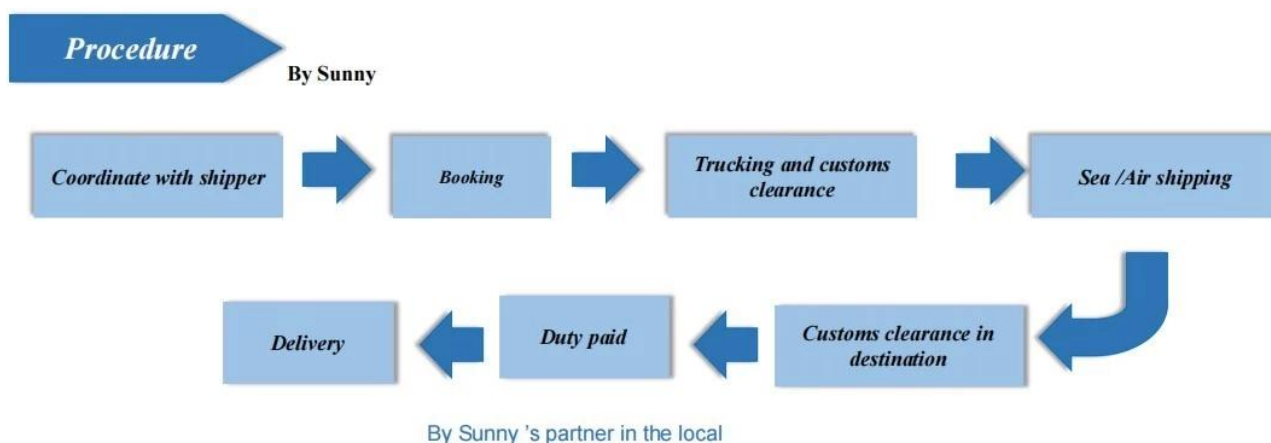 Procedure
By Sunny
Coordinate with shipper
Booking
Trucking and customs
clearance
Sea /Air shipping
Customs clearance in
destination
Duty paid
Delivery
By Sunny 's partner in the local